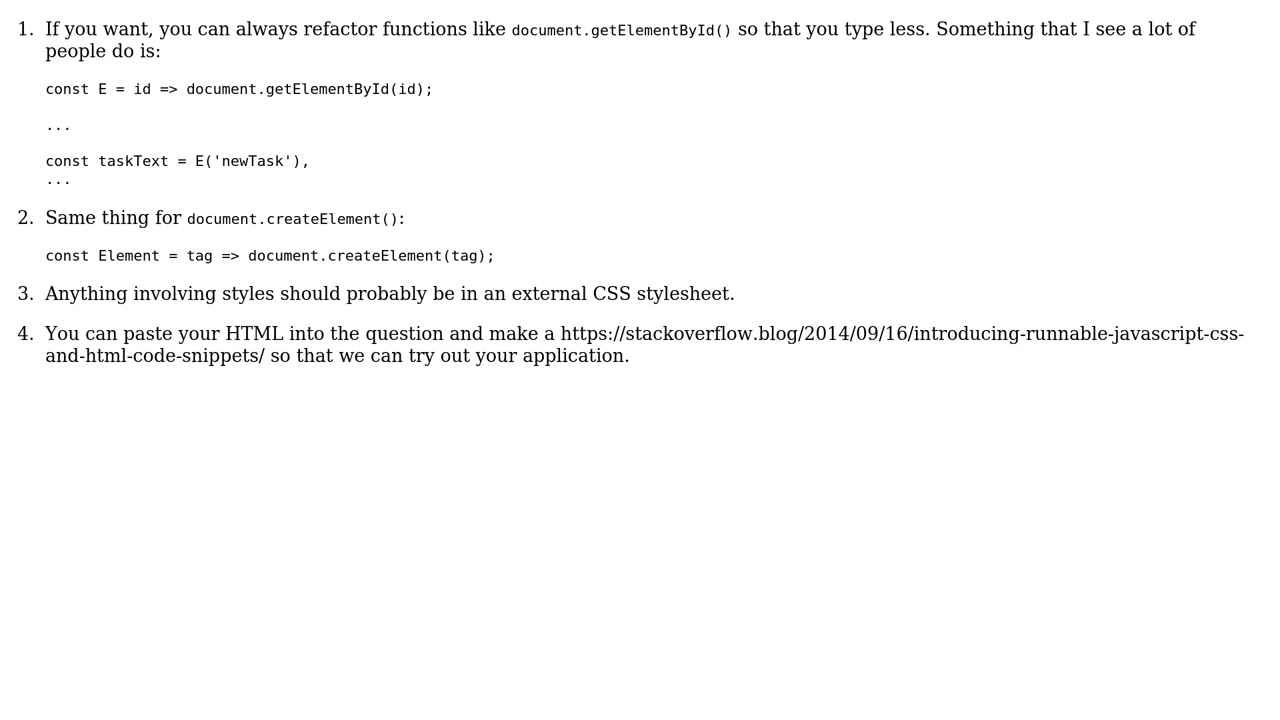 1. If you want, you can always refactor functions like document.getElementById() so that you type less. Something that I see a lot of
people do is:
const E = id => document.getElementById(id);
...
const taskText = E('newTask'),
...
2. Same thing for document.createElement():
const Element = tag => document.createElement(tag);
3. Anything involving styles should probably be in an external CSS stylesheet.
4. You can paste your HTML into the question and make a https://stackoverflow.blog/2014/09/16/introducing-runnable-javascript-css-
and-html-code-snippets/ so that we can try out your application.